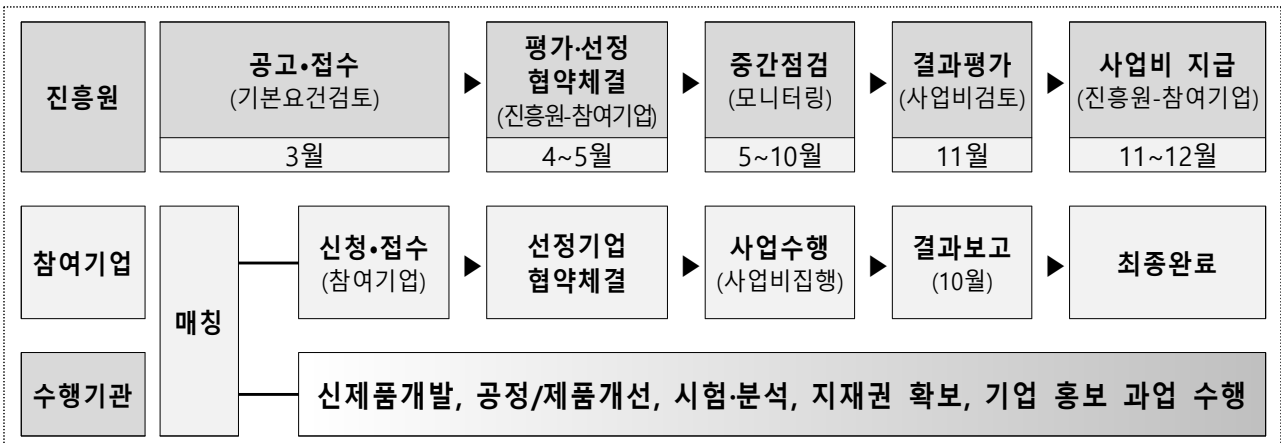 진흥원
공고•접수
(기본요건검토)
3월
▶
평가·선정
협약체결
(진흥원-참여기업)
4~5월
▶
중간점검
(모니터링)
5~10월
▶
결과평가
(사업비검토)
11월
▶
사업비 지급
(진흥원-참여기업)
11~12월
참여기업
매칭
신청•접수
(참여기업)
▶
선정기업
협약체결
▶
사업수행
(사업비집행)
▶
결과보고
(10월)
▶
최종완료
수행기관
신제품개발, 공정/제품개선, 시험·분석, 지재권 확보, 기업 홍보 과업 수행